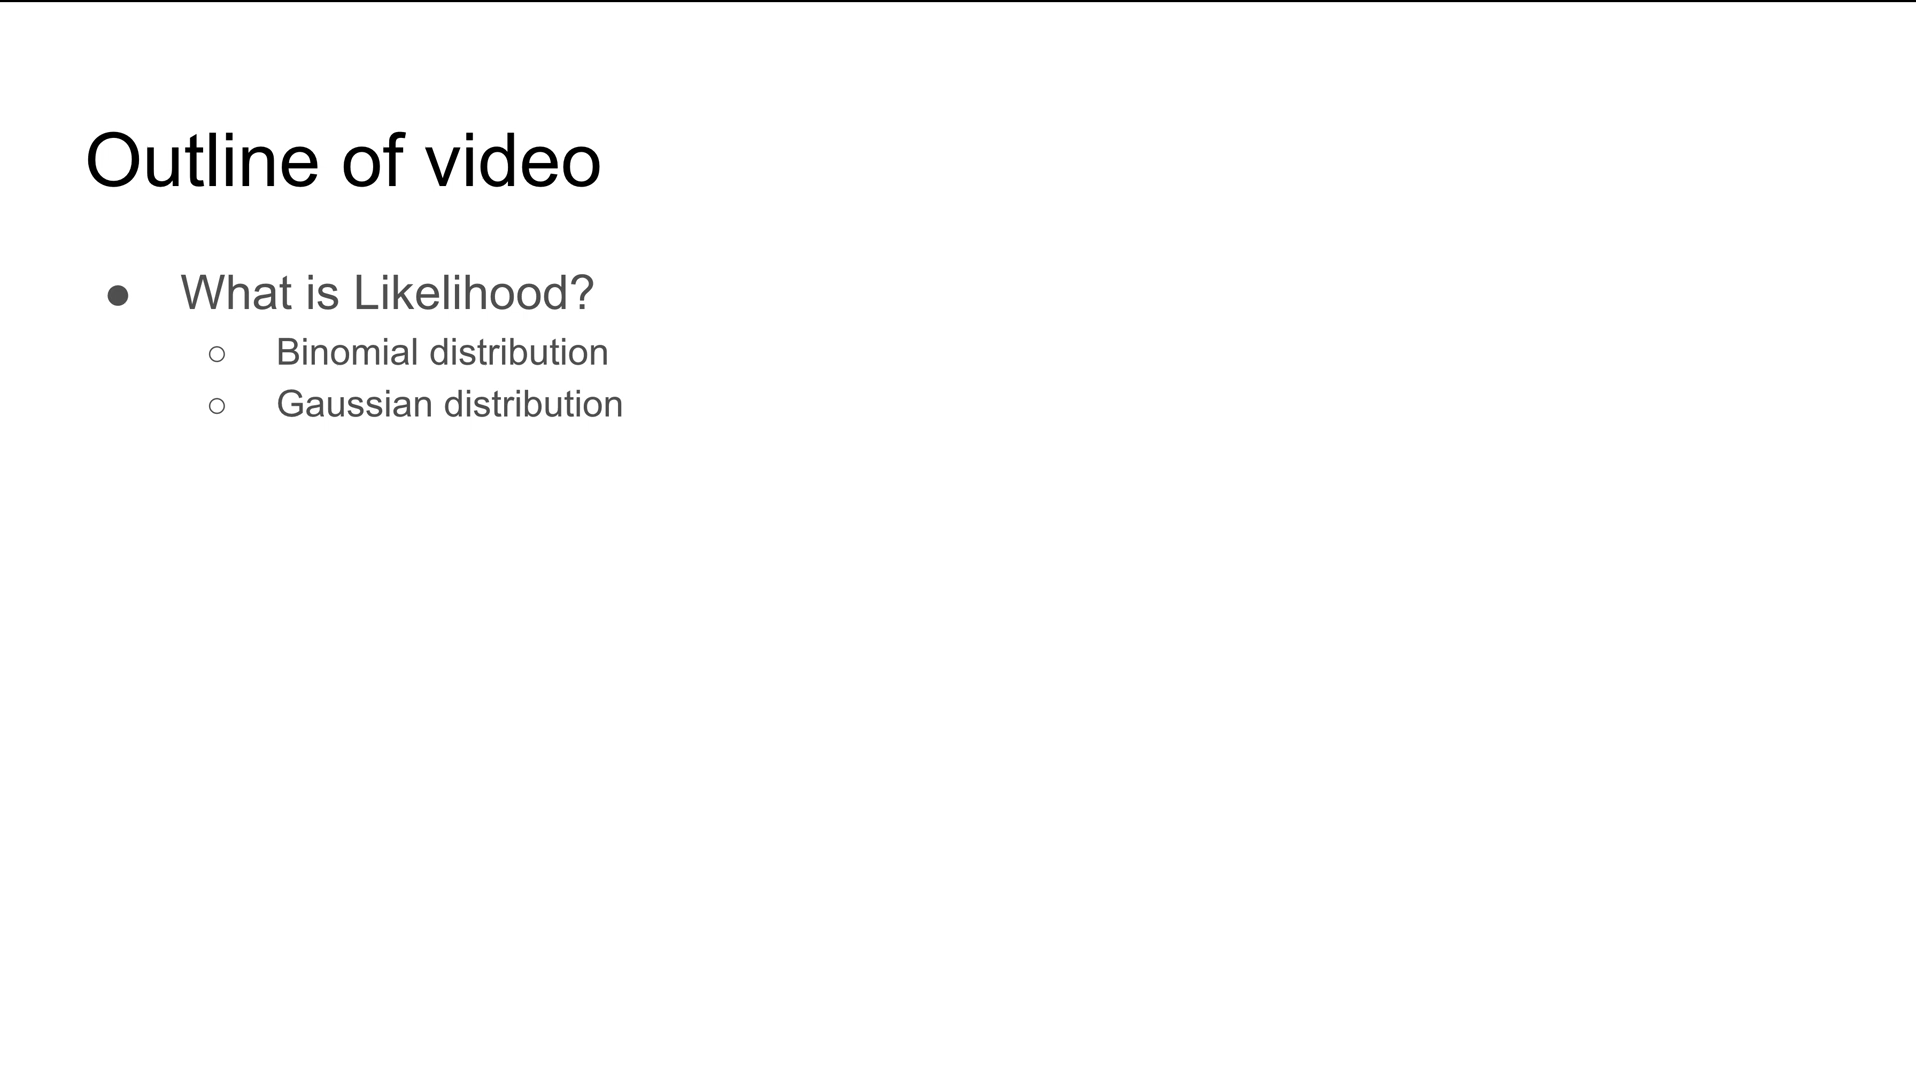 Outline of video
● What is Likelihood?
○ Binomial distribution
○ Gaussian distribution